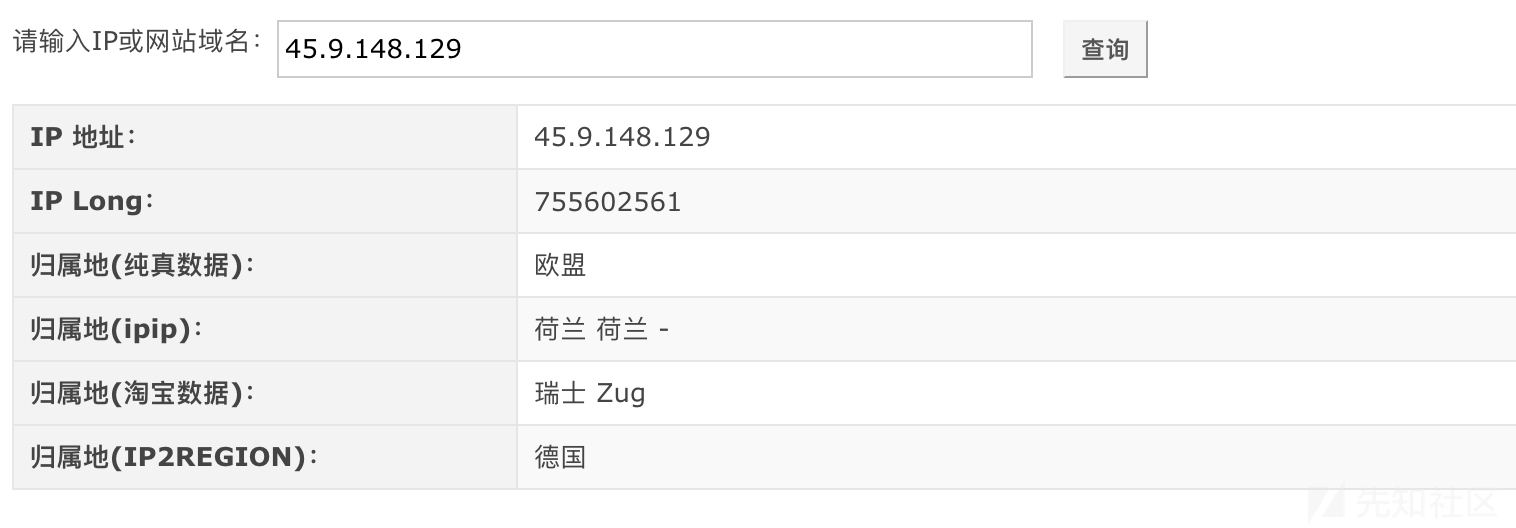 请输入IP或网站域名： 45.9.148.129 查询
IP 地址： 45.9.148.129
IP Long： 755602561
归属地(纯真数据)： 欧盟
归属地(ipip)： 荷兰 荷兰 -
归属地(淘宝数据)： 瑞士 Zug
归属地(IP2REGION)： 德国
先知社区